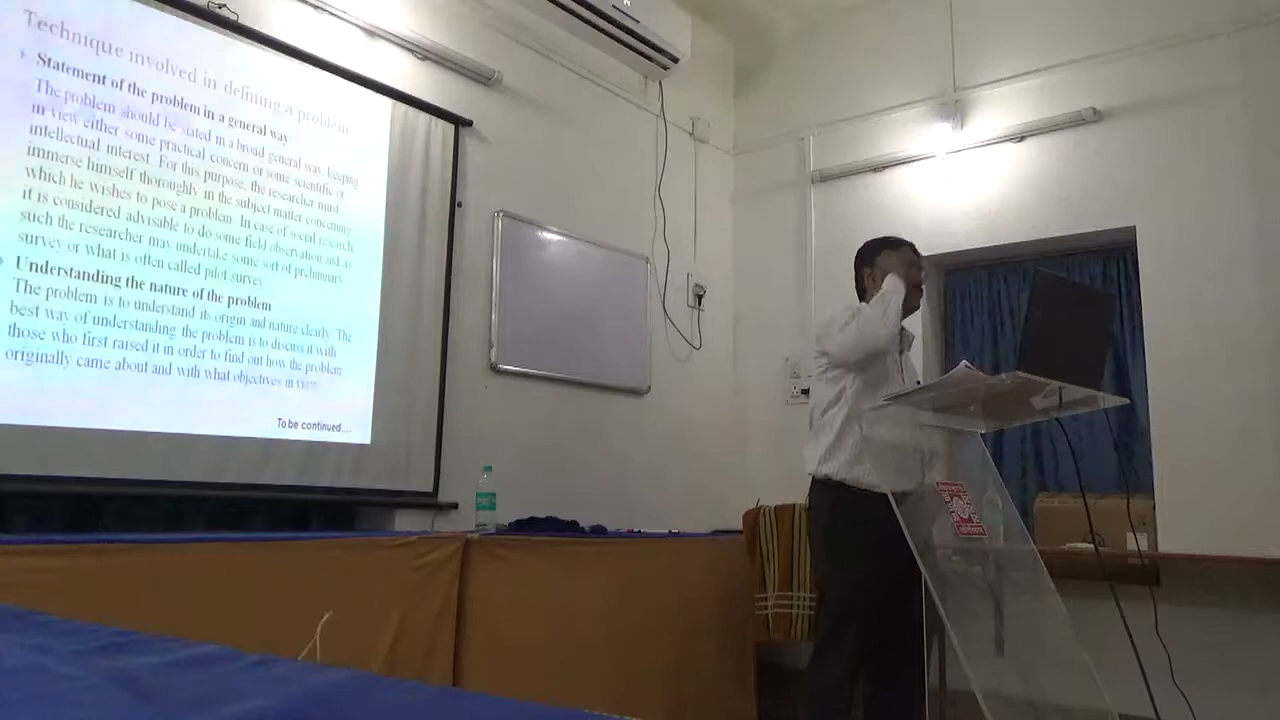 Technique involved in defining a problem
Statement of the problem in a general way
The problem should be stated in a broad general way, keeping
in view either some practical concern or some scientific or
intellectual interest. For this purpose, the researcher must
immerse himself thoroughly in the subject matter concerning
which he wishes to pose a problem. In case of social research,
it is considered advisable to do some field observation and as
such the researcher may undertake some sort of preliminary
survey or what is often called pilot survey
Understanding the nature of the problem
The problem is to understand its origin and nature clearly. The
best way of understanding the problem is to discuss it with
those who first raised it in order to find out how the problem
originally came about and with what objectives in view
To be continued....